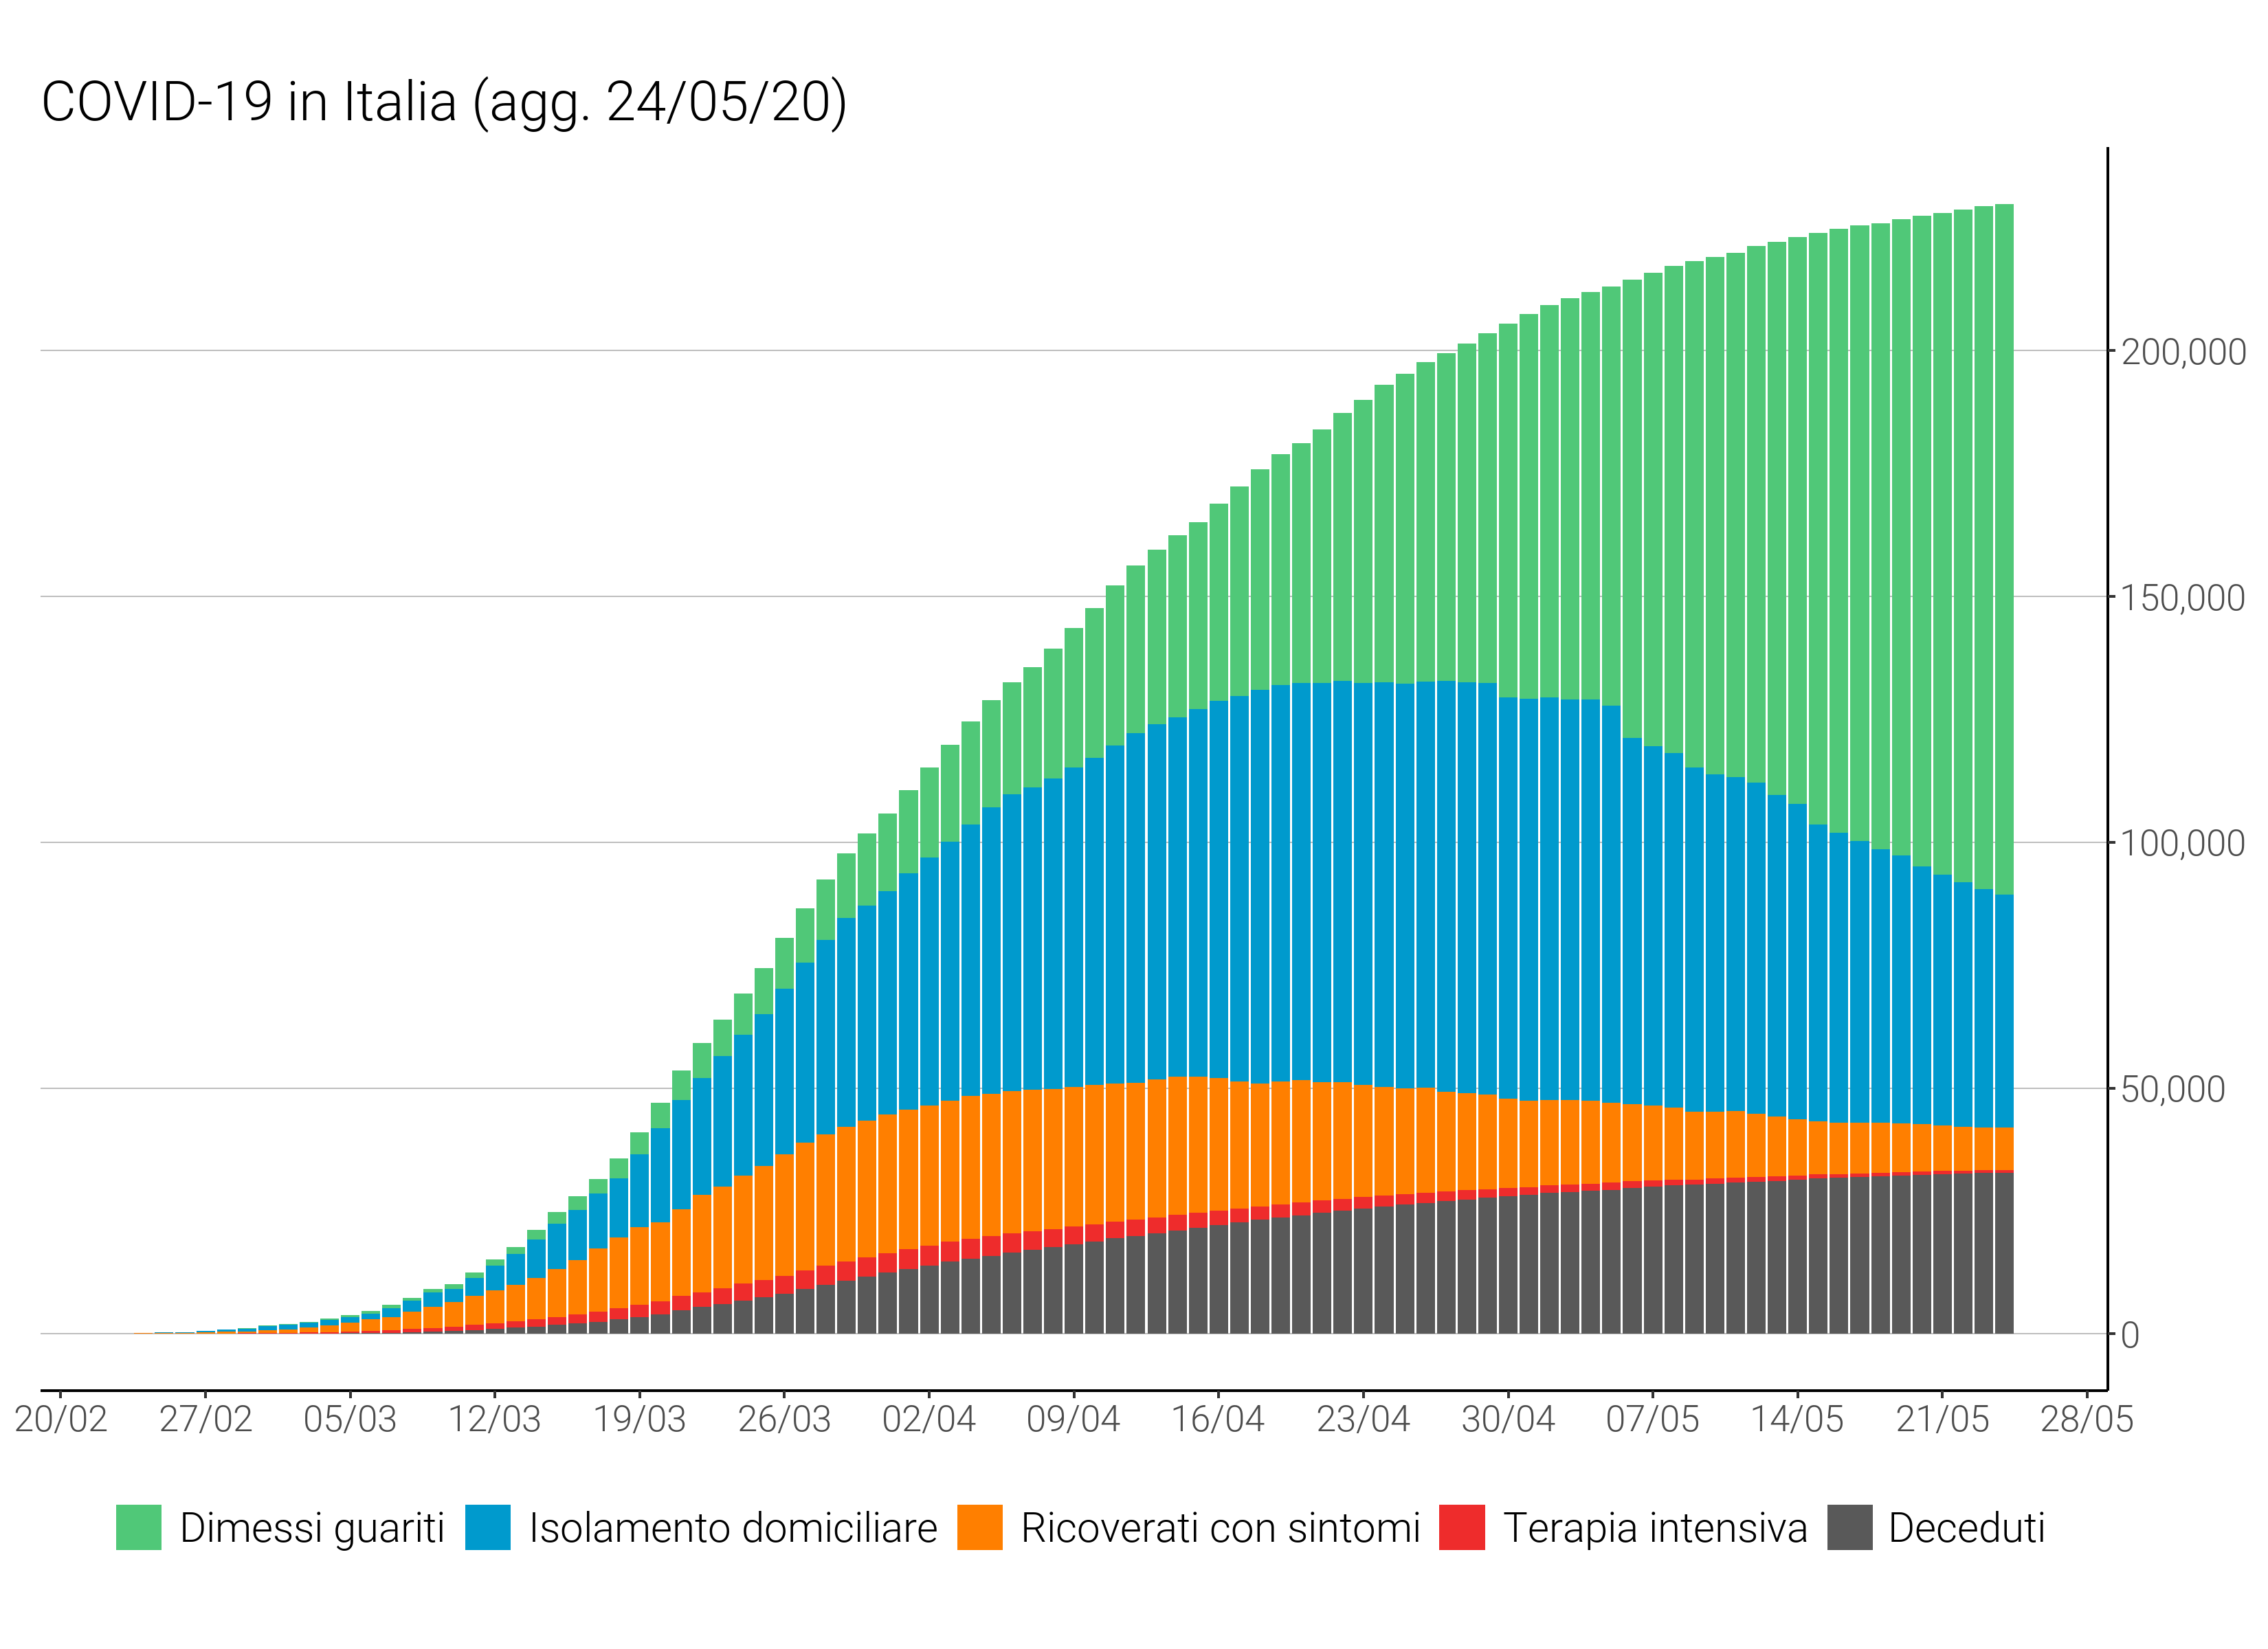 COVID-19 in Italia (agg. 24/05/20)
200,000
150,000
100,000
50,000
0
20/02 27/02 05/03 12/03 19/03 26/03 02/04 09/04 16/04 23/04 30/04 07/05 14/05 21/05 28/05
Dimessi guariti Isolamento domiciliare Ricoverati con sintomi Terapia intensiva Deceduti